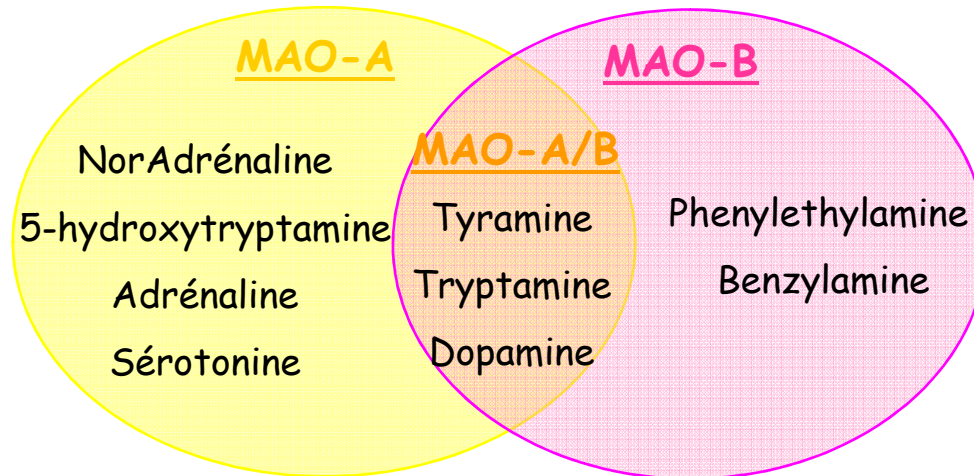 MAO-A
NorAdrénaline
5-hydroxytryptamine
Adrénaline
Sérotonine
MAO-A/B
Tyramine
Tryptamine
Dopamine
MAO-B
Phenylethylamine
Benzylamine